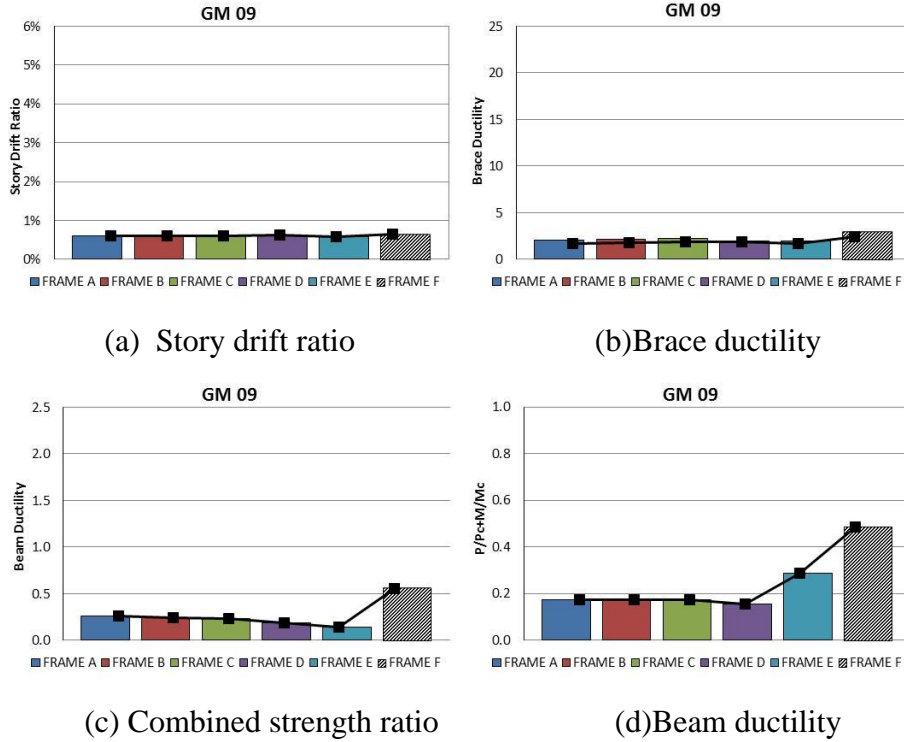 GM 09
Story Drift Ratio
6%
5%
4%
3%
2%
1%
0%
FRAME A FRAME B FRAME C FRAME D FRAME E FRAME F
(a) Story drift ratio
GM 09
Brace Ductility
25
20
15
10
5
0
FRAME A FRAME B FRAME C FRAME D FRAME E FRAME F
(b)Brace ductility
GM 09
Beam Ductility
2.5
2.0
1.5
1.0
0.5
0.0
FRAME A FRAME B FRAME C FRAME D FRAME E FRAME F
(c) Combined strength ratio
GM 09
P/Pc+M/Mc
1.0
0.8
0.6
0.4
0.2
0.0
FRAME A FRAME B FRAME C FRAME D FRAME E FRAME F
(d)Beam ductility